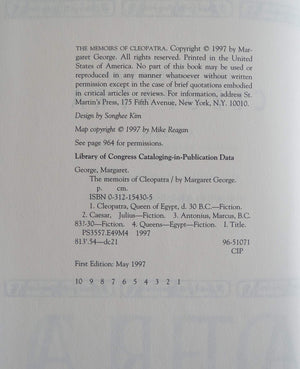 THE MEMOIRS OF CLEOPATRA. Copyright © 1997 by Mar-
garet George. All rights reserved. Printed in the United
States of America. No part of this book may be used or
reproduced in any manner whatsoever without written
permission except in the case of brief quotations embodied
in critical articles or reviews. For information, address St.
Martin's Press, 175 Fifth Avenue, New York, N.Y. 10010.
Design by Songhee Kim
Map copyright © 1997 by Mike Reagan
See page 964 for permissions.
Library of Congress Cataloging-in-Publication Data
George, Margaret.
The memoirs of Cleopatra / by Margaret George.
p. cm.
ISBN 0-312-15430-5
1. Cleopatra, Queen of Egypt, d. 30 B.C.—Fiction.
2. Caesar, Julius—Fiction. 3. Antonius, Marcus, B.C.
83?-30—Fiction. 4. Queens—Egypt—Fiction. I. Title.
PS3557.E49M4 1997
813'.54—dc21 96-51071
CIP
First Edition: May 1997
10 9 8 7 6 5 4 3 2 1